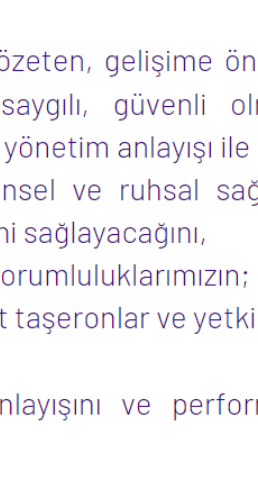 özeten, gelişime ön
saygılı, güvenli ol
yönetim anlayışı ile
nsel ve ruhsal sağ
ni sağlayacağını,
orumluluklarımızın;
t taşeronlar ve yetki
nlayışını ve perfor